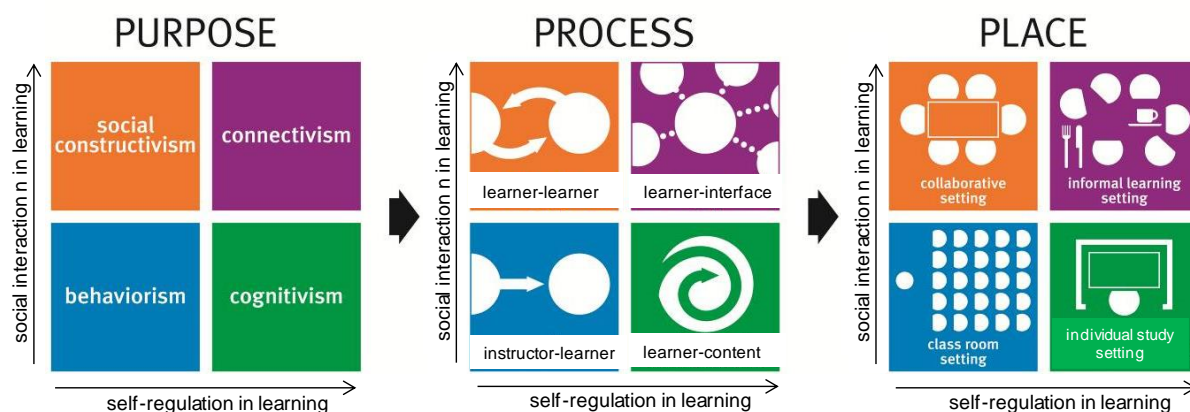 PURPOSE
social interaction n in learning
social
constructivism
connectivism
behaviorism
cognitivism
self-regulation in learning
PROCESS
social interaction n in learning
learner-learner
learner-interface
instructor-learner
learner-content
self-regulation in learning
PLACE
social interaction n in learning
collaborative
setting
informal learning
setting
class room
setting
individual study
setting
self-regulation in learning